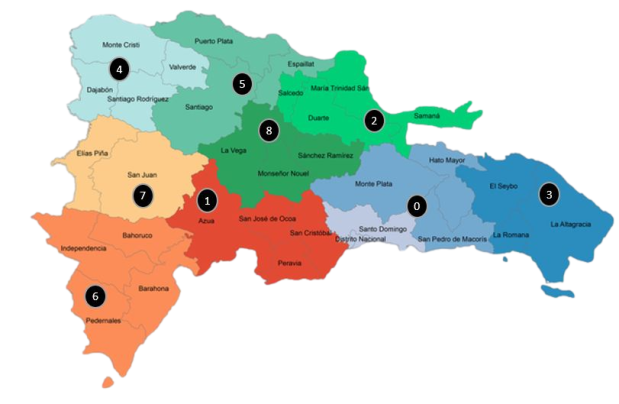 Puerto Plata
Monte Cristi
Espaillat
Valverde
4
5
Dajabón
Salcedo
María Trinidad Sán
Santiago Rodríguez
Santiago
Duarte
2
Samaná
8
Elías Piña
La Vega
Sánchez Ramírez
Hato Mayor
San Juan
Monseñor Nouel
Monte Plata
El Seybo
3
7
1
0
Azua
San José de Ocoa
La Altagracia
Bahoruco
San Cristóbal
Santo Domingo
La Romana
Independencia
Distrito Nacional
San Pedro de Macorís
Peravia
6
Barahona
Pedernales